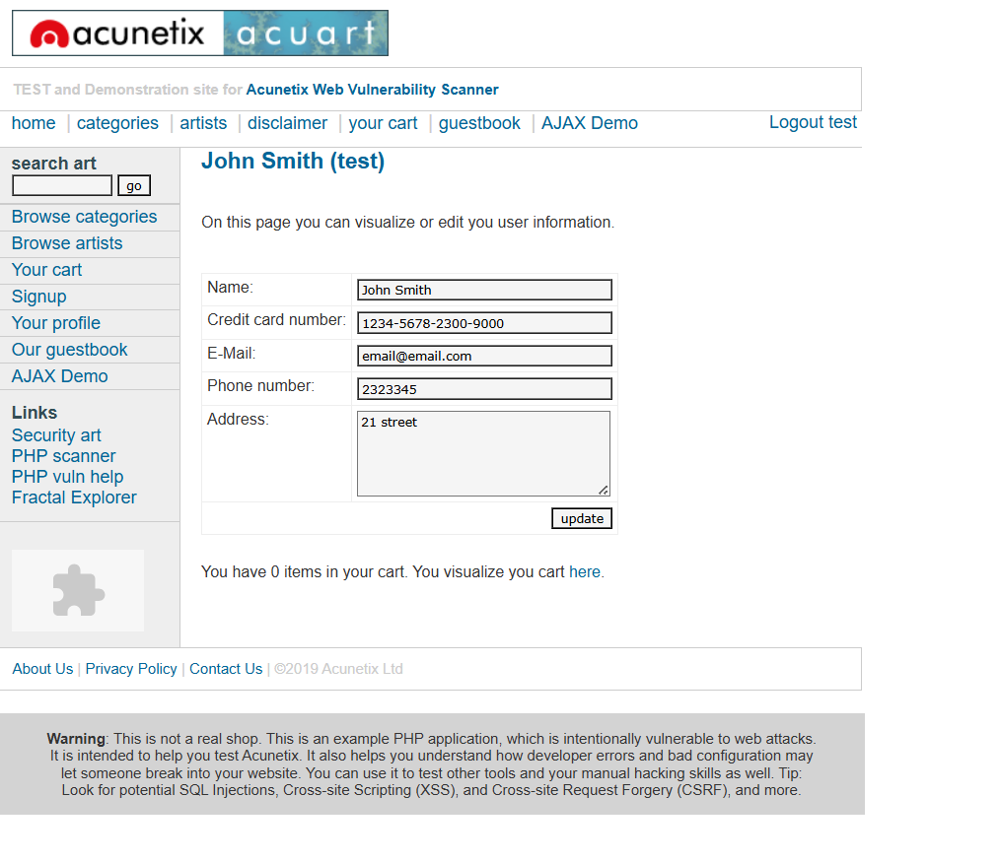 acunetix acuart
TEST and Demonstration site for Acunetix Web Vulnerability Scanner
home | categories | artists | disclaimer | your cart | guestbook | AJAX Demo Logout test
search art
go
Browse categories
Browse artists
Your cart
Signup
Your profile
Our guestbook
AJAX Demo
Links
Security art
PHP scanner
PHP vuln help
Fractal Explorer
John Smith (test)
On this page you can visualize or edit you user information.
Name: John Smith
Credit card number: 1234-5678-2300-9000
E-Mail: email@email.com
Phone number: 2323345
Address: 21 street
update
You have 0 items in your cart. You visualize you cart here.
About Us | Privacy Policy | Contact Us | ©2019 Acunetix Ltd
Warning: This is not a real shop. This is an example PHP application, which is intentionally vulnerable to web attacks.
It is intended to help you test Acunetix. It also helps you understand how developer errors and bad configuration may
let someone break into your website. You can use it to test other tools and your manual hacking skills as well. Tip:
Look for potential SQL Injections, Cross-site Scripting (XSS), and Cross-site Request Forgery (CSRF), and more.